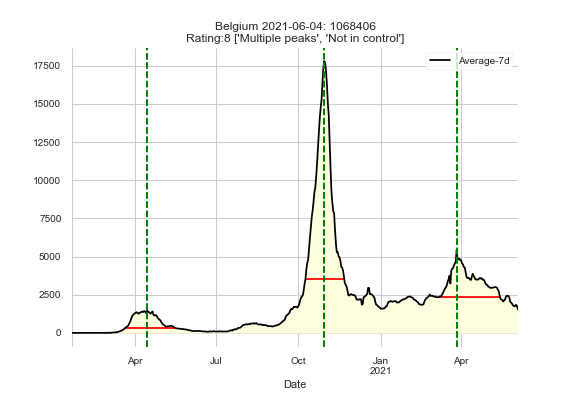 Belgium 2021-06-04: 1068406
Rating:8 ['Multiple peaks', 'Not in control']
Average-7d
17500
15000
12500
10000
7500
5000
2500
0
Apr Jul Oct Jan Apr
2021
Date